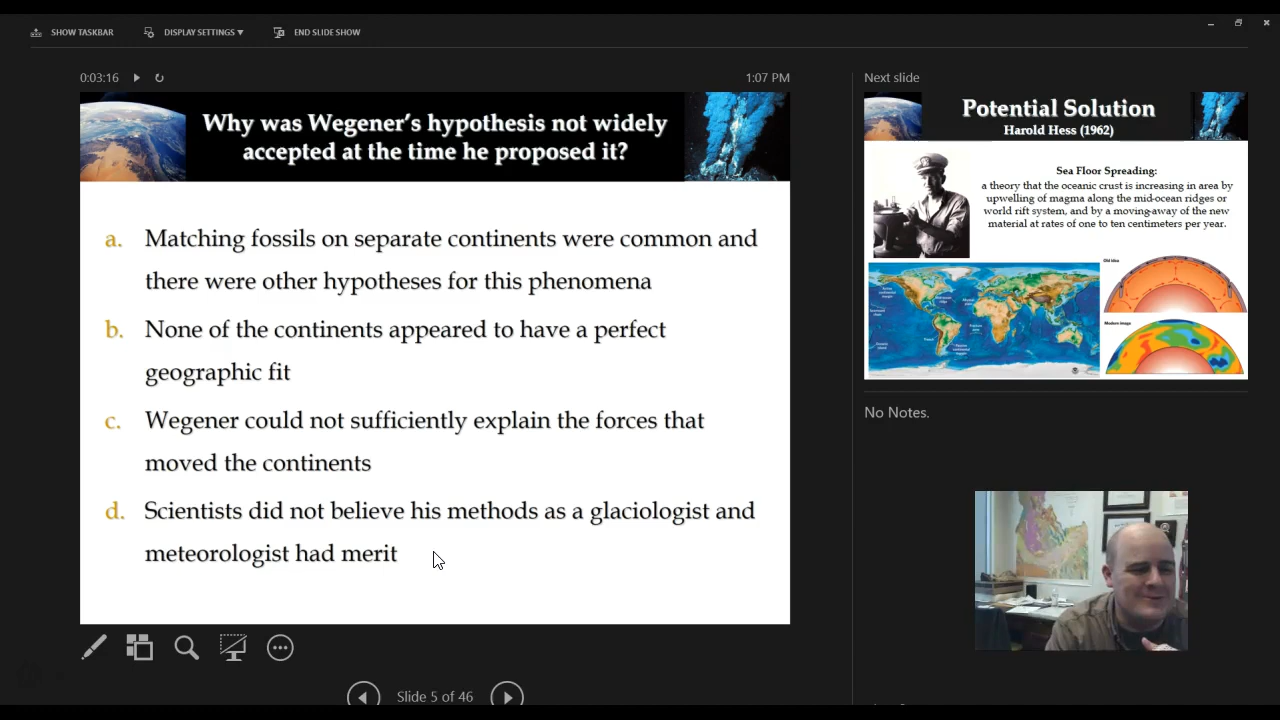 SHOW TASKBAR
DISPLAY SETTINGS ▼
END SLIDE SHOW
0:03:16
1:07 PM
Why was Wegener's hypothesis not widely
accepted at the time he proposed it?
a. Matching fossils on separate continents were common and
there were other hypotheses for this phenomena
b. None of the continents appeared to have a perfect
geographic fit
c. Wegener could not sufficiently explain the forces that
moved the continents
d. Scientists did not believe his methods as a glaciologist and
meteorologist had merit
Slide 5 of 46
Next slide
Potential Solution
Harold Hess (1962)
Sea Floor Spreading:
a theory that the oceanic crust is increasing in area by
upwelling of magma along the mid-ocean ridges or
world rift system, and by a moving-away of the new
material at rates of one to ten centimeters per year.
Old idea
Modern image
No Notes.